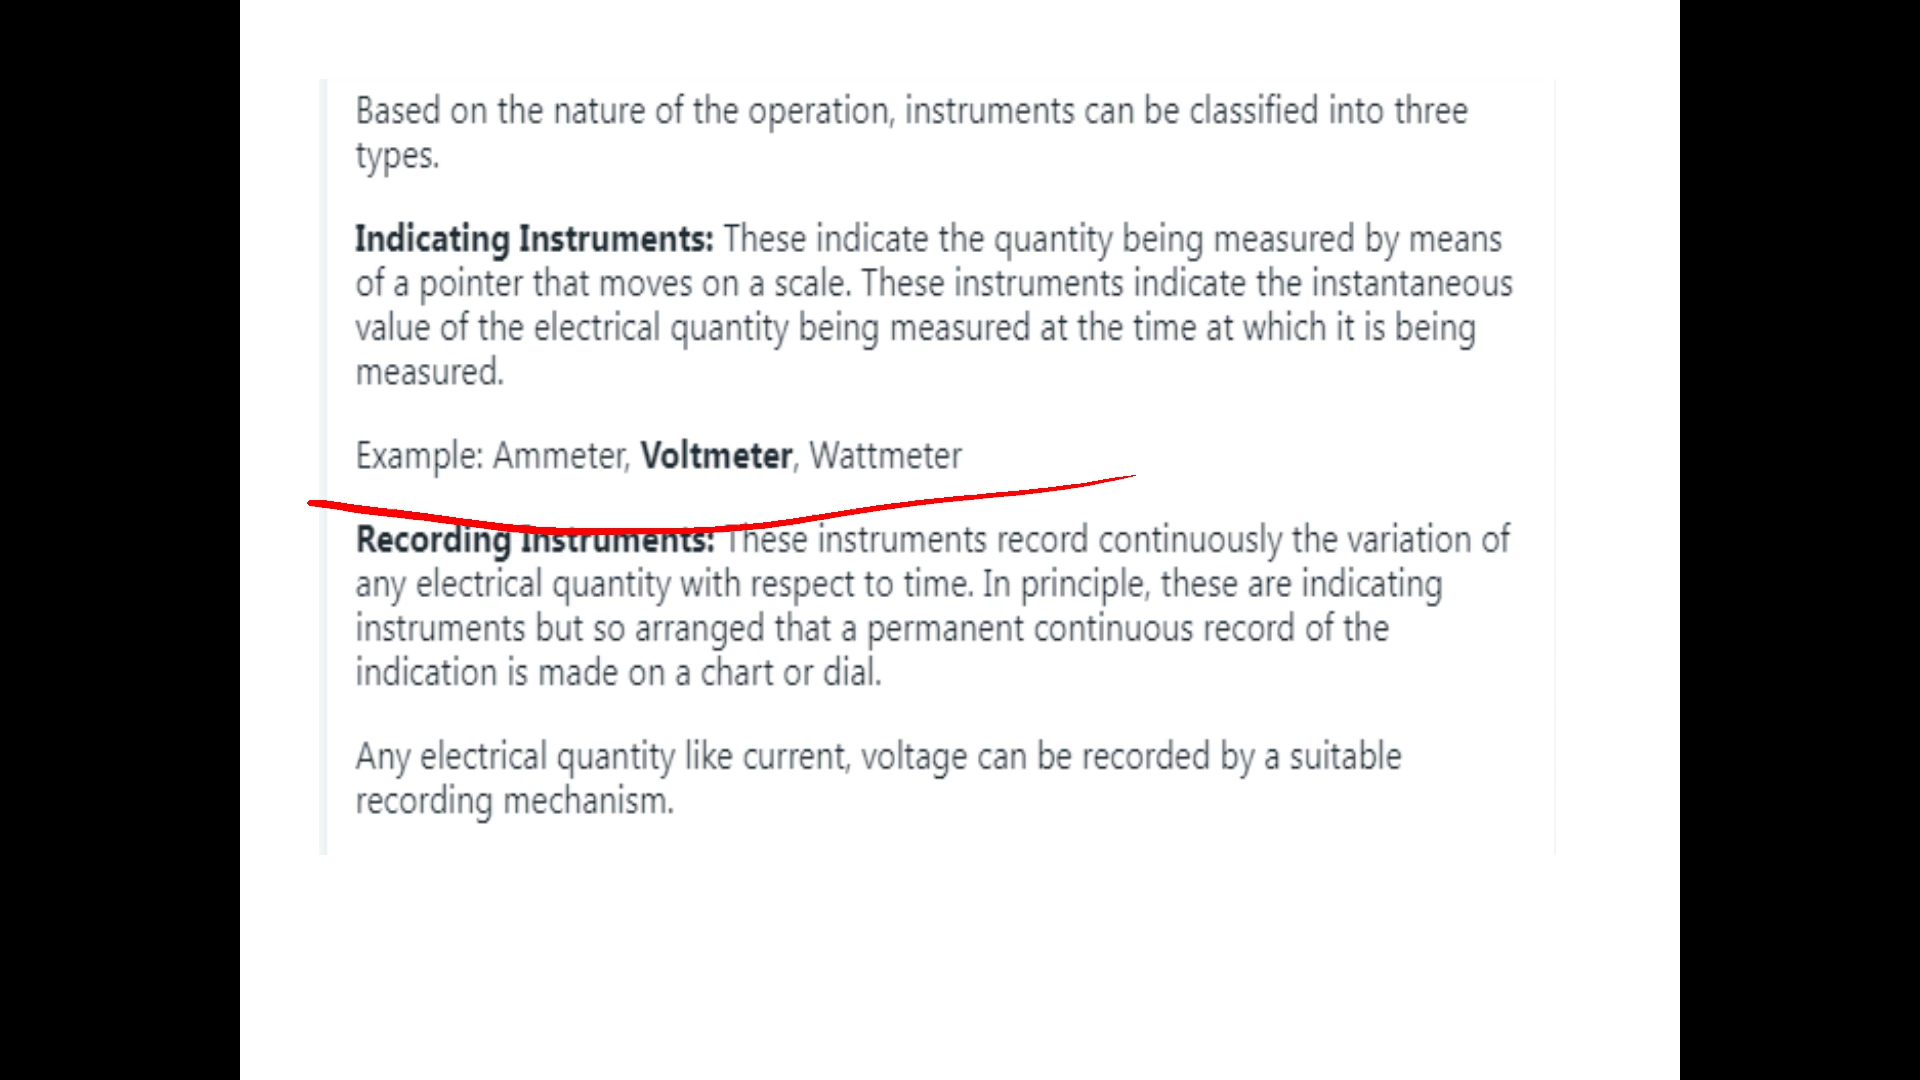 Based on the nature of the operation, instruments can be classified into three
types.
Indicating Instruments: These indicate the quantity being measured by means
of a pointer that moves on a scale. These instruments indicate the instantaneous
value of the electrical quantity being measured at the time at which it is being
measured.
Example: Ammeter, Voltmeter, Wattmeter
Recording Instruments: These instruments record continuously the variation of
any electrical quantity with respect to time. In principle, these are indicating
instruments but so arranged that a permanent continuous record of the
indication is made on a chart or dial.
Any electrical quantity like current, voltage can be recorded by a suitable
recording mechanism.